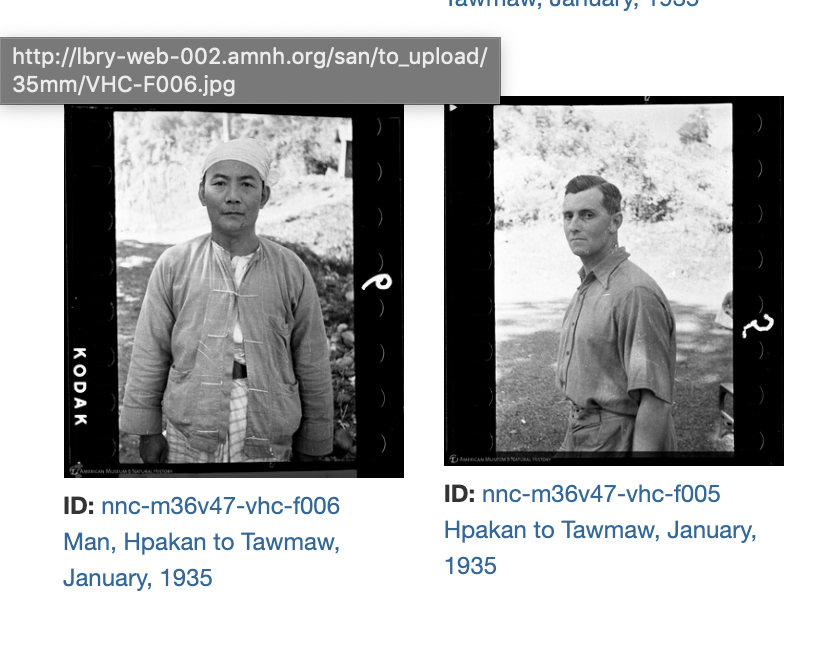 Tawmaw, January, 1935
http://lbry-web-002.amnh.org/san/to_upload/
35mm/VHC-F006.jpg
KODAK
AMERICAN MUSEUM & NATURAL HISTORY
ID: nnc-m36v47-vhc-f006
Man, Hpakan to Tawmaw,
January, 1935
AMERICAN MUSEUM & NATURAL HISTORY
ID: nnc-m36v47-vhc-f005
Hpakan to Tawmaw, January,
1935